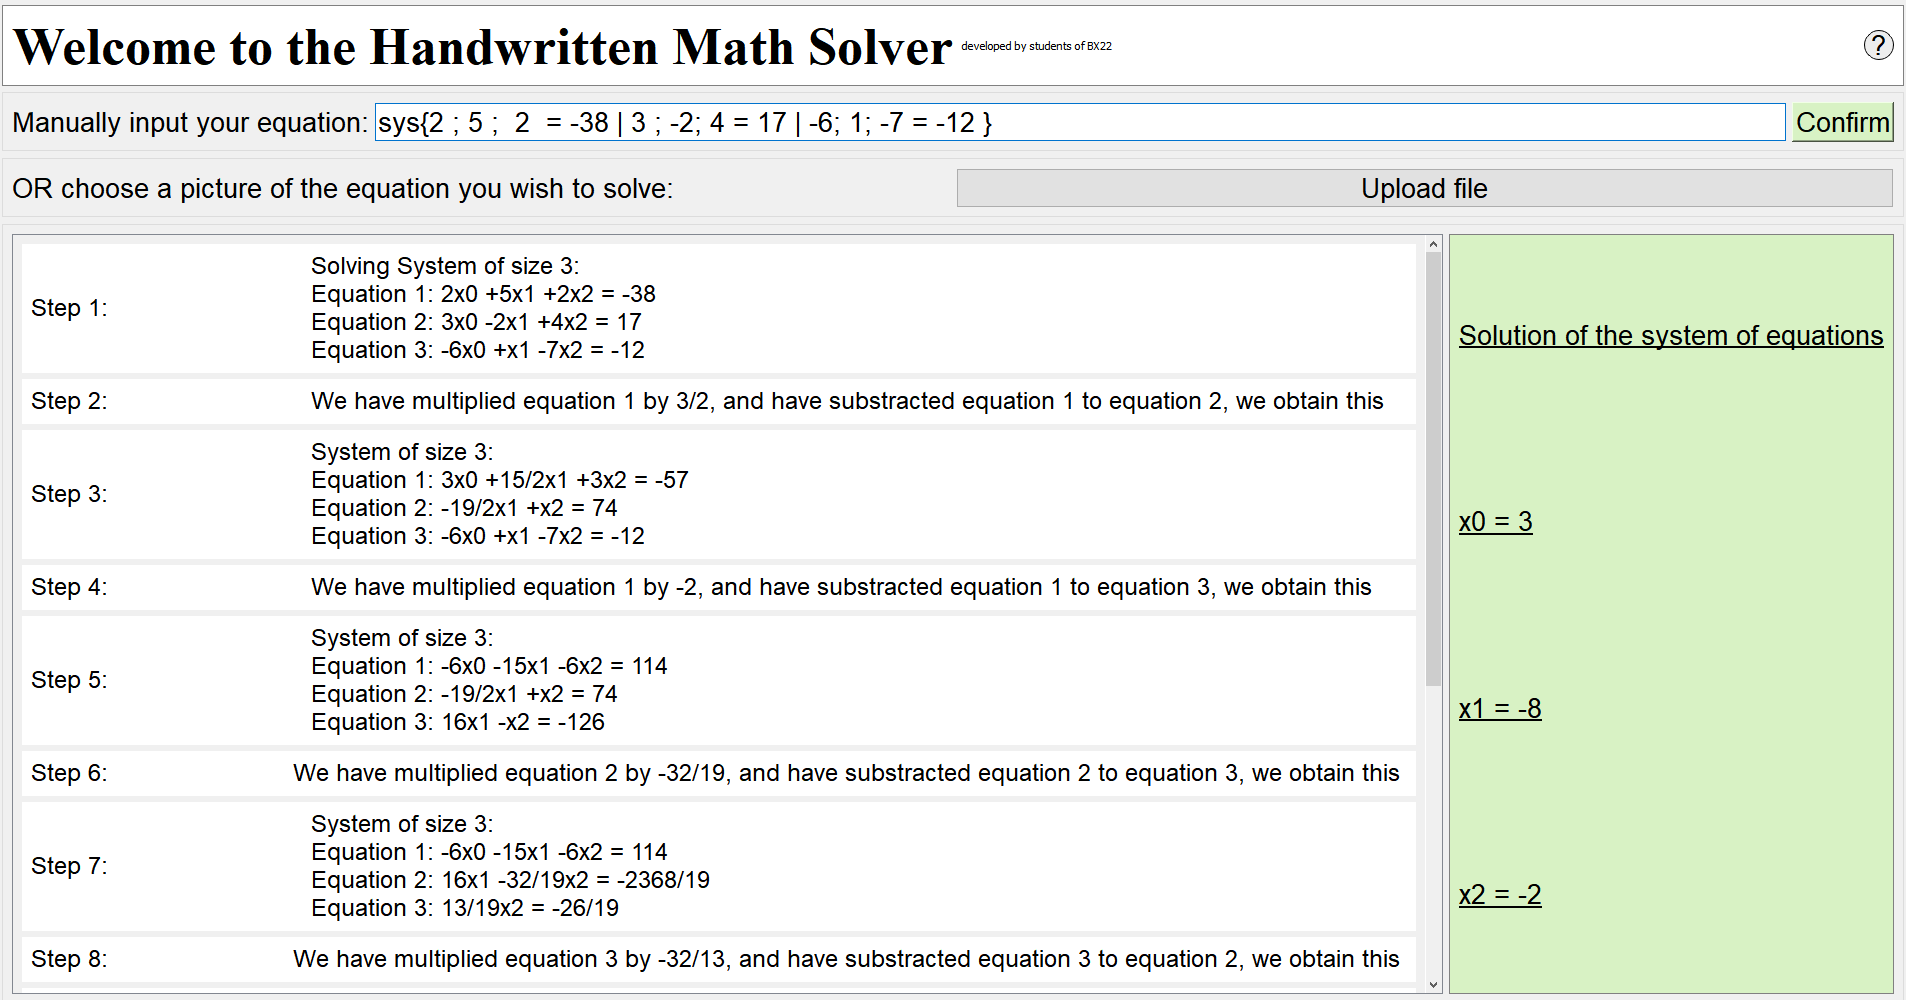 Welcome to the Handwritten Math Solver developed by students of BX22
?
Manually input your equation: sys{2 ; 5 ;  2  = -38 | 3 ; -2; 4 = 17 | -6; 1; -7 = -12 } Confirm
OR choose a picture of the equation you wish to solve: Upload file
Step 1:
Solving System of size 3:
Equation 1: 2x0 +5x1 +2x2 = -38
Equation 2: 3x0 -2x1 +4x2 = 17
Equation 3: -6x0 +x1 -7x2 = -12
Step 2: We have multiplied equation 1 by 3/2, and have substracted equation 1 to equation 2, we obtain this
Step 3:
System of size 3:
Equation 1: 3x0 +15/2x1 +3x2 = -57
Equation 2: -19/2x1 +x2 = 74
Equation 3: -6x0 +x1 -7x2 = -12
Step 4: We have multiplied equation 1 by -2, and have substracted equation 1 to equation 3, we obtain this
Step 5:
System of size 3:
Equation 1: -6x0 -15x1 -6x2 = 114
Equation 2: -19/2x1 +x2 = 74
Equation 3: 16x1 -x2 = -126
Step 6: We have multiplied equation 2 by -32/19, and have substracted equation 2 to equation 3, we obtain this
Step 7:
System of size 3:
Equation 1: -6x0 -15x1 -6x2 = 114
Equation 2: 16x1 -32/19x2 = -2368/19
Equation 3: 13/19x2 = -26/19
Step 8: We have multiplied equation 3 by -32/13, and have substracted equation 3 to equation 2, we obtain this
Solution of the system of equations
x0 = 3
x1 = -8
x2 = -2